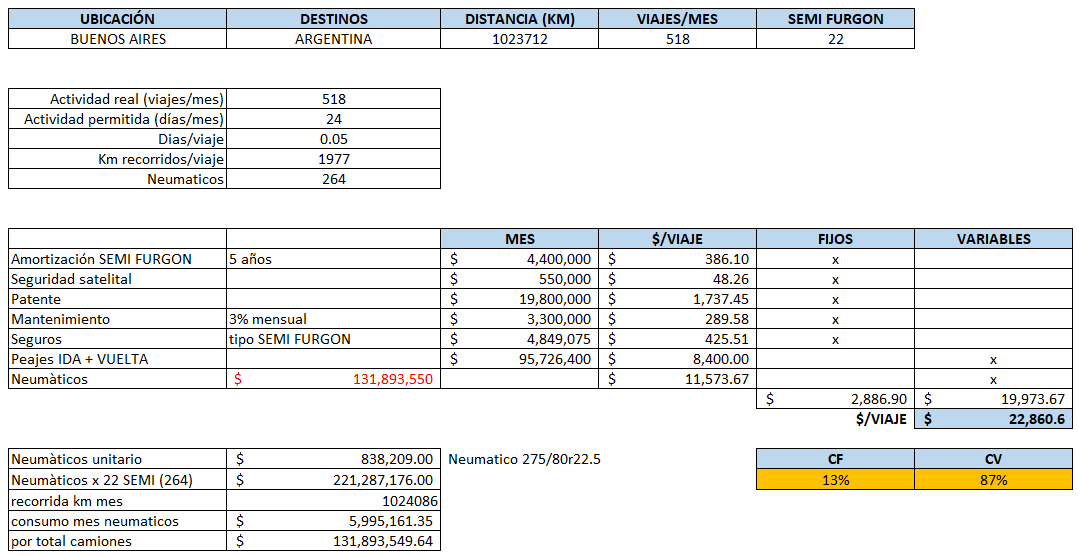 UBICACIÓN DESTINOS DISTANCIA (KM) VIAJES/MES SEMI FURGON
BUENOS AIRES ARGENTINA 1023712 518 22
Actividad real (viajes/mes) 518
Actividad permitida (días/mes) 24
Dias/viaje 0.05
Km recorridos/viaje 1977
Neumaticos 264
MES $/VIAJE FIJOS VARIABLES
Amortización SEMI FURGON 5 años $ 4,400,000 $ 386.10 x
Seguridad satelital $ 550,000 $ 48.26 x
Patente $ 19,800,000 $ 1,737.45 x
Mantenimiento 3% mensual $ 3,300,000 $ 289.58 x
Seguros tipo SEMI FURGON $ 4,849,075 $ 425.51 x
Peajes IDA + VUELTA $ 95,726,400 $ 8,400.00 x
Neumàticos $ 131,893,550 $ 11,573.67 x
$ 2,886.90 $ 19,973.67
$/VIAJE $ 22,860.6
Neumàticos unitario $ 838,209.00 Neumatico 275/80r22.5 CF CV
Neumàticos x 22 SEMI (264) $ 221,287,176.00 13% 87%
recorrida km mes 1024086
consumo mes neumaticos $ 5,995,161.35
por total camiones $ 131,893,549.64